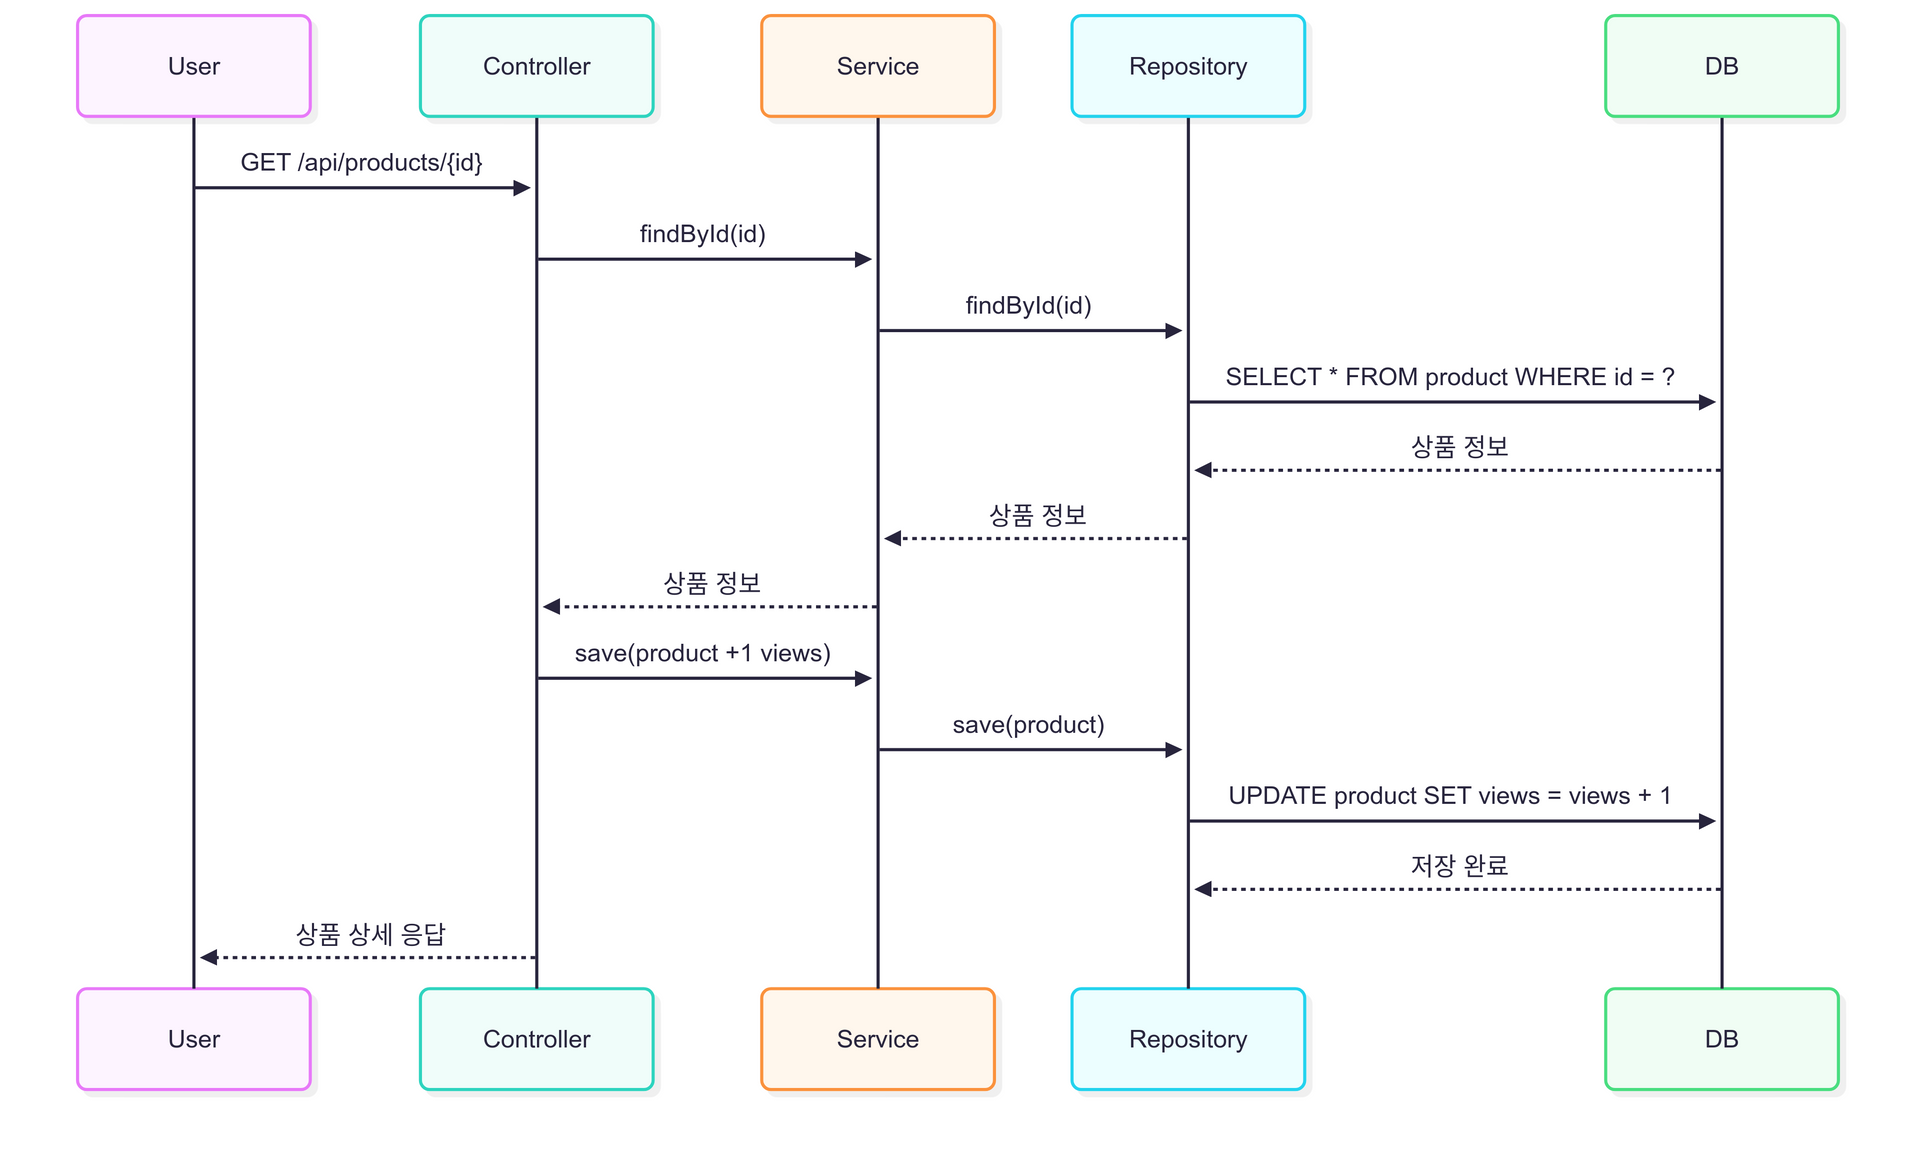 User
Controller
Service
Repository
DB
GET /api/products/{id}
findById(id)
findById(id)
SELECT * FROM product WHERE id = ?
상품 정보
상품 정보
상품 정보
save(product +1 views)
save(product)
UPDATE product SET views = views + 1
저장 완료
상품 상세 응답
User
Controller
Service
Repository
DB